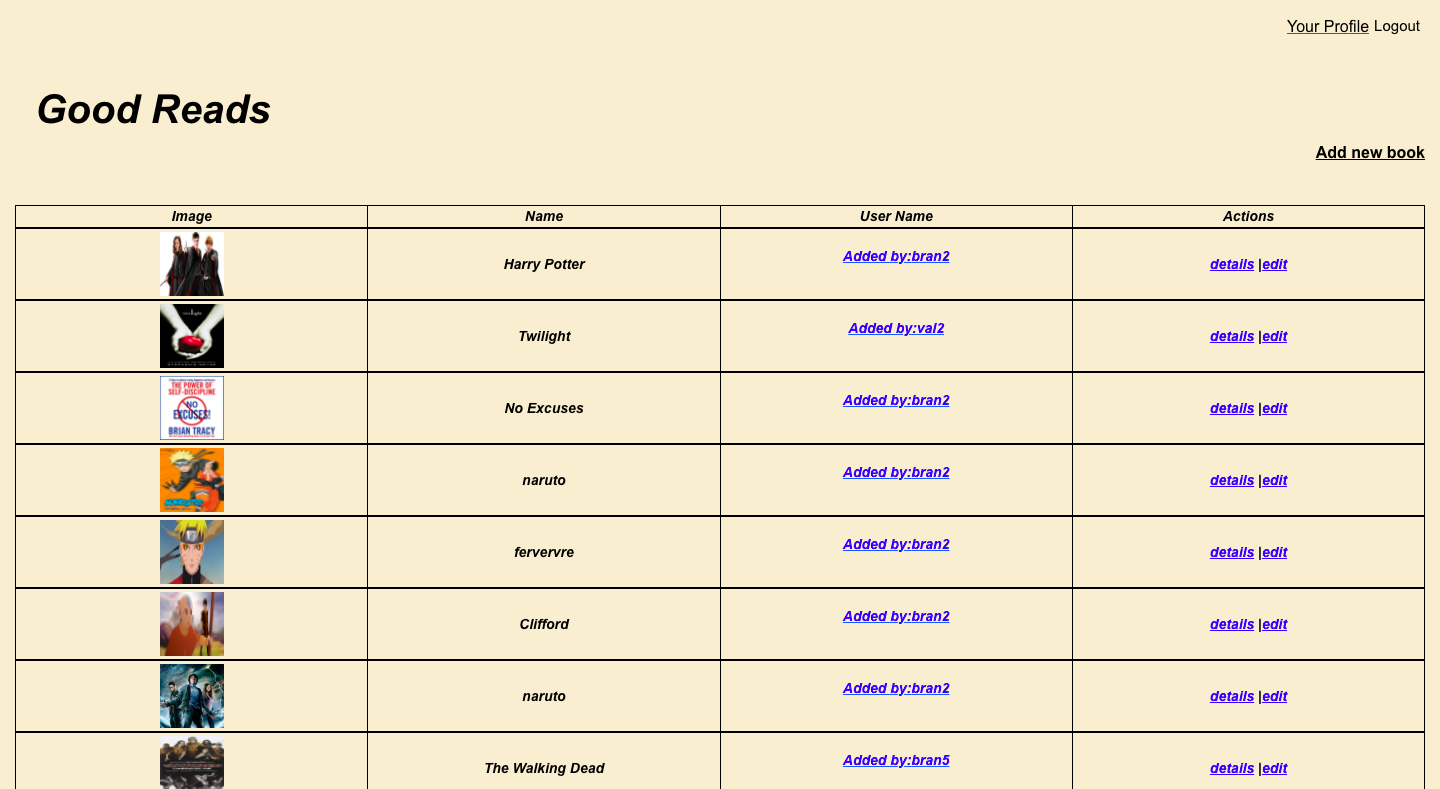 Your Profile Logout
Good Reads
Add new book
Image Name User Name Actions
Harry Potter Added by:bran2 details |edit
Twilight Added by:val2 details |edit
THE POWER OF
SELF-DISCIPLINE
NO
EXCUSES!
BRIAN TRACY
No Excuses Added by:bran2 details |edit
naruto Added by:bran2 details |edit
fervervre Added by:bran2 details |edit
Clifford Added by:bran2 details |edit
naruto Added by:bran2 details |edit
The Walking Dead Added by:bran5 details |edit